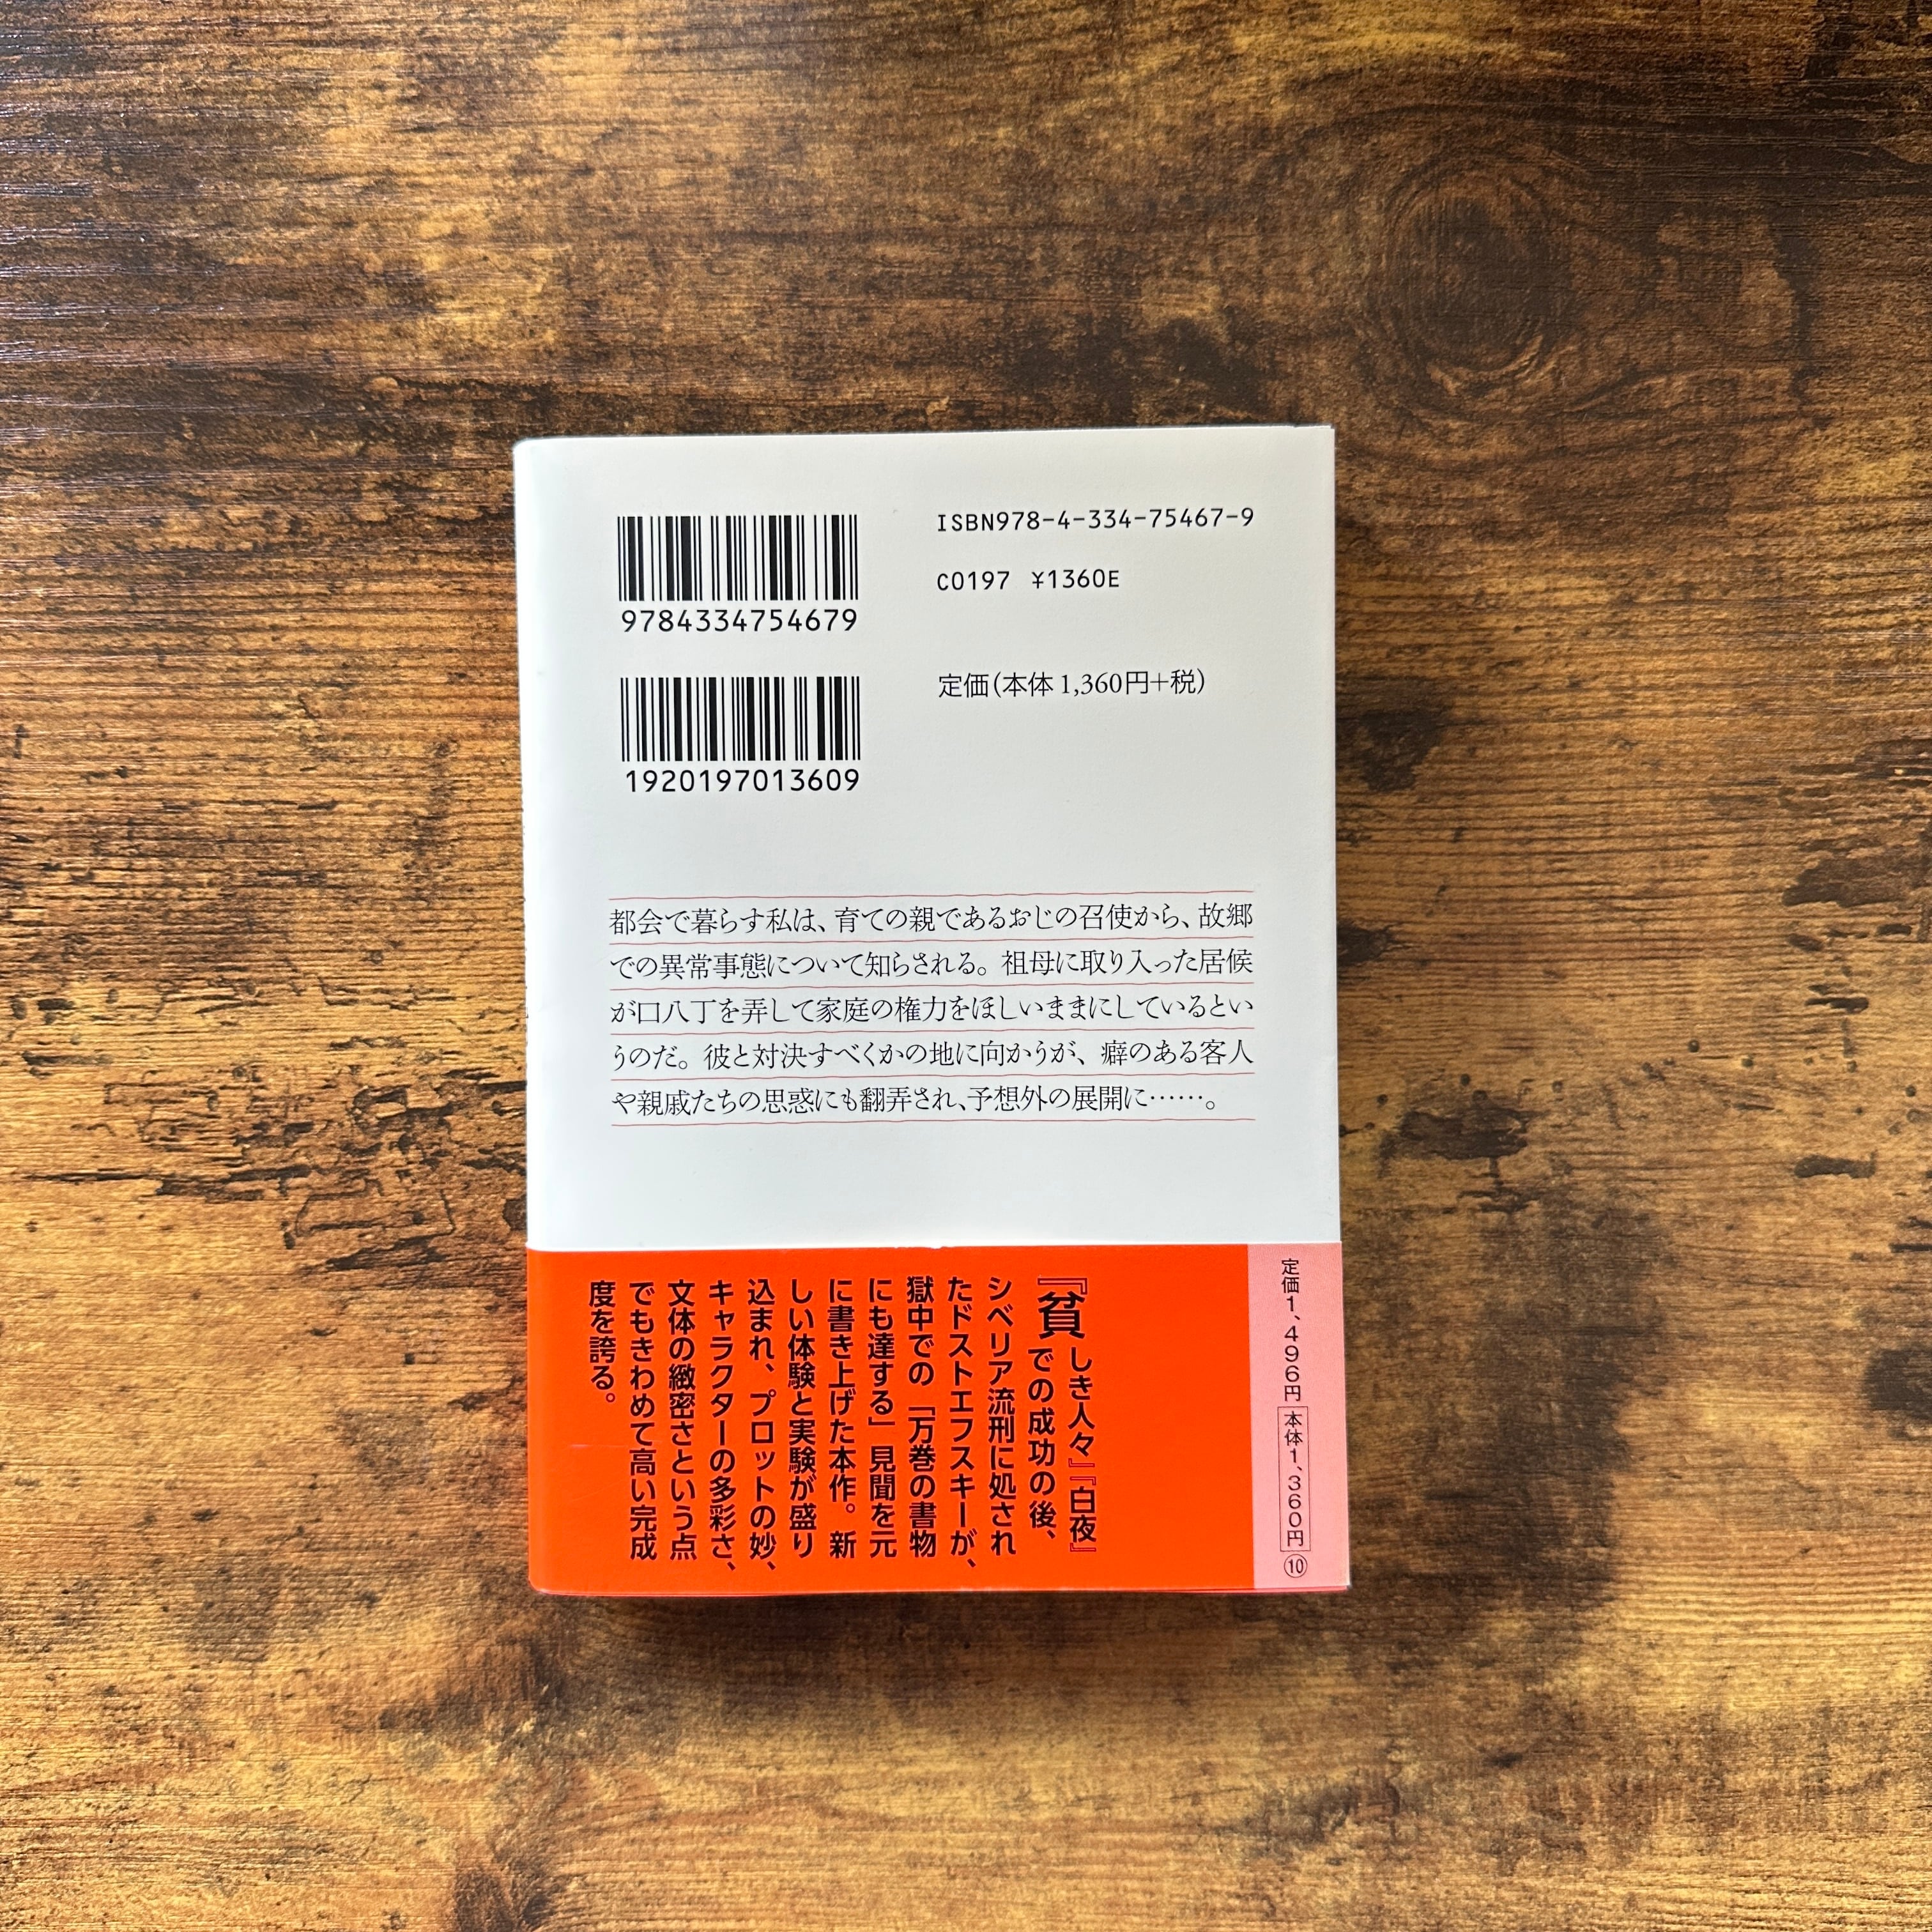 9784334754679
1920197013609
ISBN978-4-334-75467-9
C0197 ¥1360E
定価(本体1,360円+税)
都会で暮らす私は、育ての親であるおじの召使から、故郷
での異常事態について知らされる。祖母に取り入った居候
が口八丁を弄して家庭の権力をほしいままにしているとい
うのだ。彼と対決すべくかの地に向かうが、癖のある客人
や親戚たちの思惑にも翻弄され、予想外の展開に……。
定価1、496円 本体1、360円 ⑩
『貧しき人々』『白夜』
での成功の後、
シベリア流刑に処され
たドストエフスキーが、
獄中での「万巻の書物
にも達する」見聞を元
に書き上げた本作。新
しい体験と実験が盛り
込まれ、プロットの妙、
キャラクターの多彩さ、
文体の緻密さという点
でもきわめて高い完成
度を誇る。